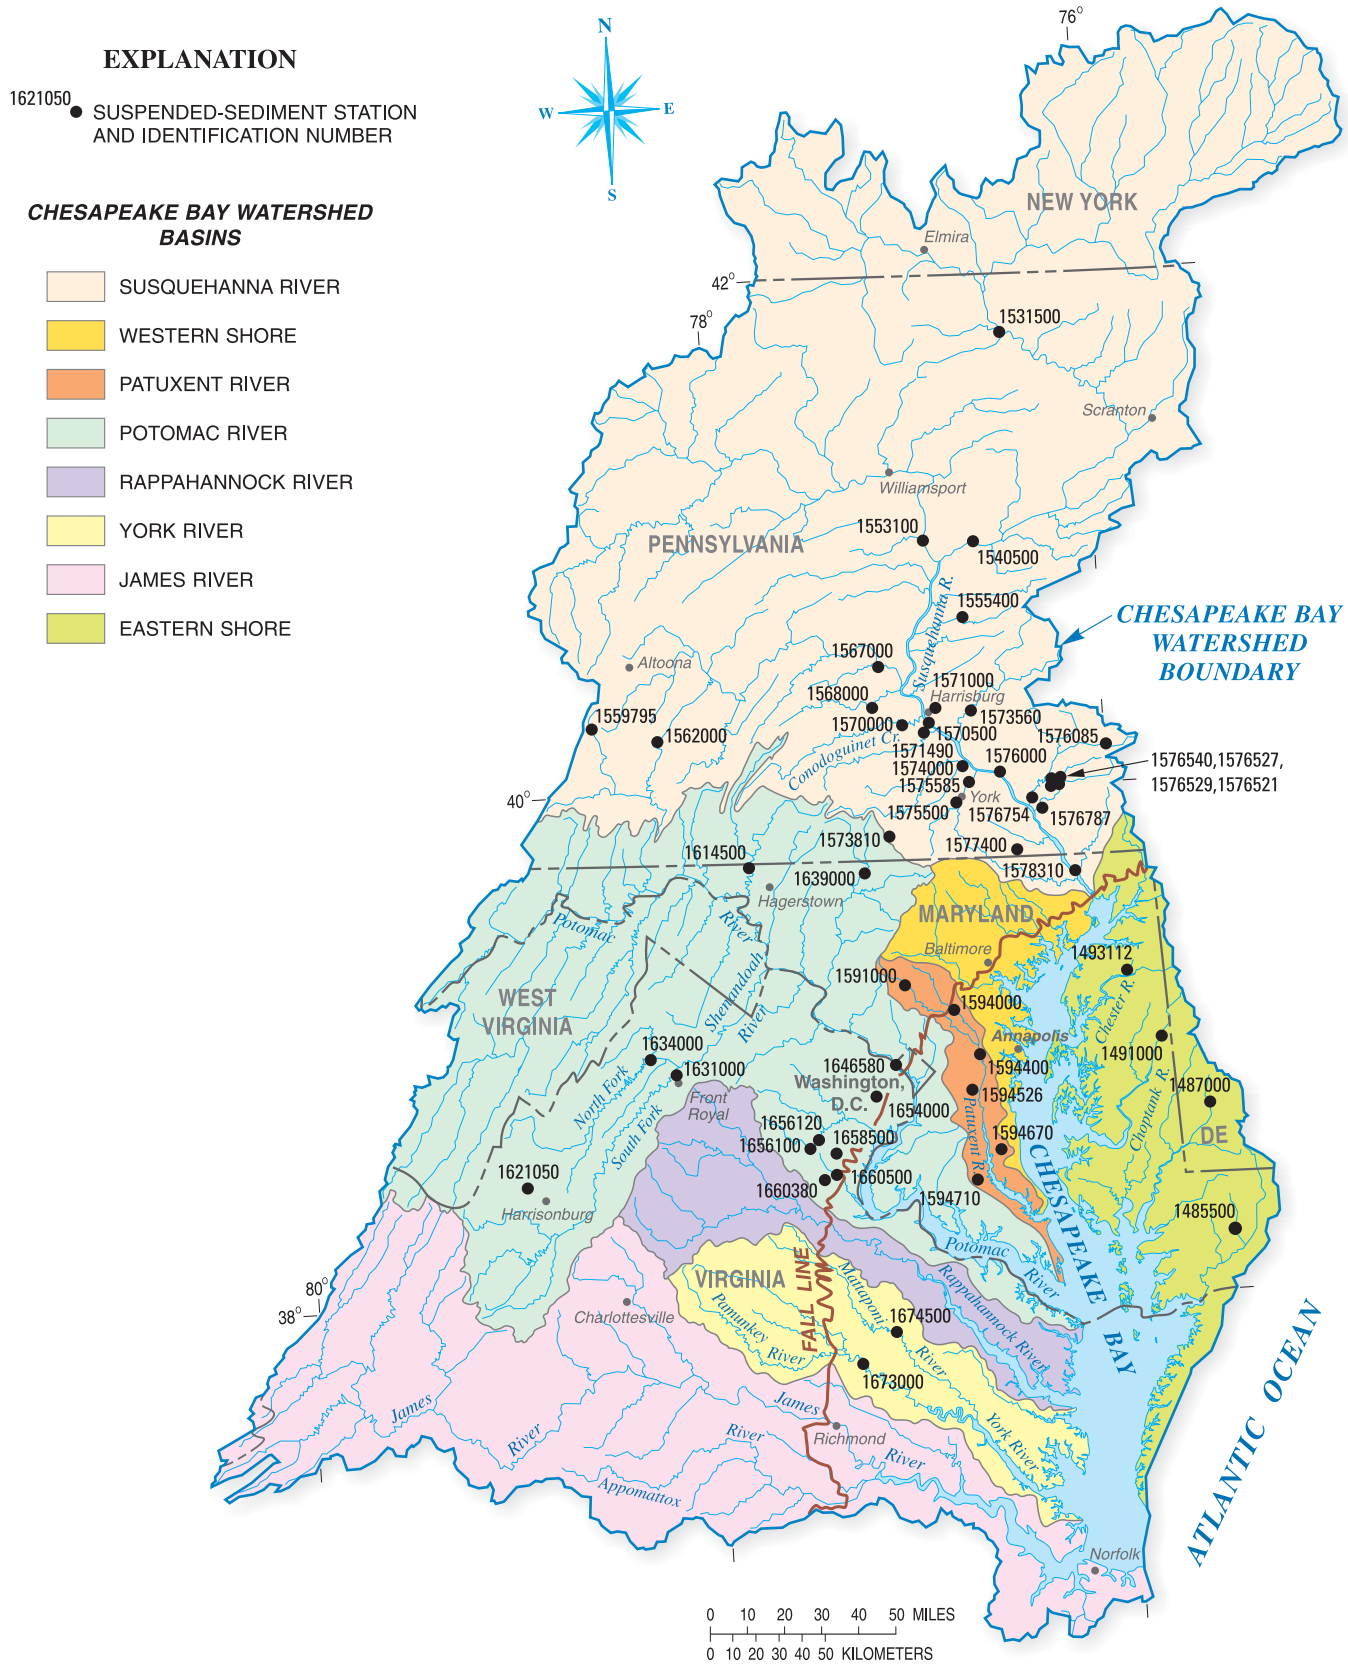 EXPLANATION
1621050
SUSPENDED-SEDIMENT STATION
AND IDENTIFICATION NUMBER
CHESAPEAKE BAY WATERSHED
BASINS
SUSQUEHANNA RIVER
WESTERN SHORE
PATUXENT RIVER
POTOMAC RIVER
RAPPAHANNOCK RIVER
YORK RIVER
JAMES RIVER
EASTERN SHORE
N
W
E
S
76°
NEW YORK
Elmira
42°
78°
1531500
Scranton
Williamsport
1553100
PENNSYLVANIA
1540500
Susquehanna R.
1555400
CHESAPEAKE BAY
WATERSHED
BOUNDARY
1567000
Altoona
1571000
Harrisburg
1568000
1559795
1570000
1573560
1562000
1570500
1576085
Conodoguinet Cr.
1571490
1576000
1574000
1576540,1576527,
1576529,1576521
1575585
York
40°
1575500
1576754
1576787
1573810
1577400
1614500
1578310
1639000
Hagerstown
MARYLAND
Potomac
River
Baltimore
1493112
1591000
Shenandoah
River
WEST
VIRGINIA
1594000
Chester R.
Annapolis
1491000
1634000
1646580
1594400
1631000
Washington,
D.C.
1487000
Front
Royal
1594526
North Fork
1654000
Choptank R.
Patuxent R.
South Fork
1656120
1658500
DE
1656100
1594670
CHESAPEAKE
BAY
1621050
1660500
1660380
1594710
Harrisonburg
1485500
Potomac
River
FALL LINE
VIRGINIA
Mattaponi
River
Rappahannock River
80°
38°
Charlottesville
Pamunkey
River
1674500
1673000
ATLANTIC OCEAN
James
River
James
River
Richmond
River
York River
Appomattox
Norfolk
0 10 20 30 40 50 MILES
0 10 20 30 40 50 KILOMETERS